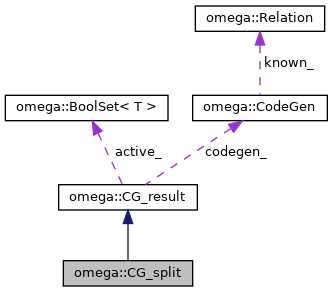 omega::Relation
known_
omega::BoolSet< T >
omega::CodeGen
active_
codegen_
omega::CG_result
omega::CG_split